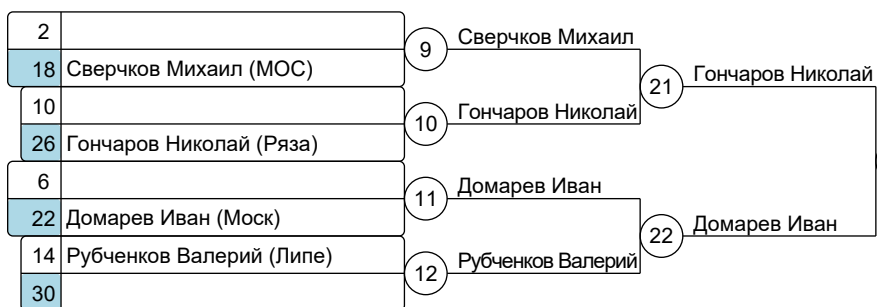 2
18 Сверчков Михаил (МОС)
9 Сверчков Михаил
10
26 Гончаров Николай (Ряза)
10 Гончаров Николай
21 Гончаров Николай
6
22 Домарев Иван (Моск)
11 Домарев Иван
14 Рубченков Валерий (Липе)
30
12 Рубченков Валерий
22 Домарев Иван